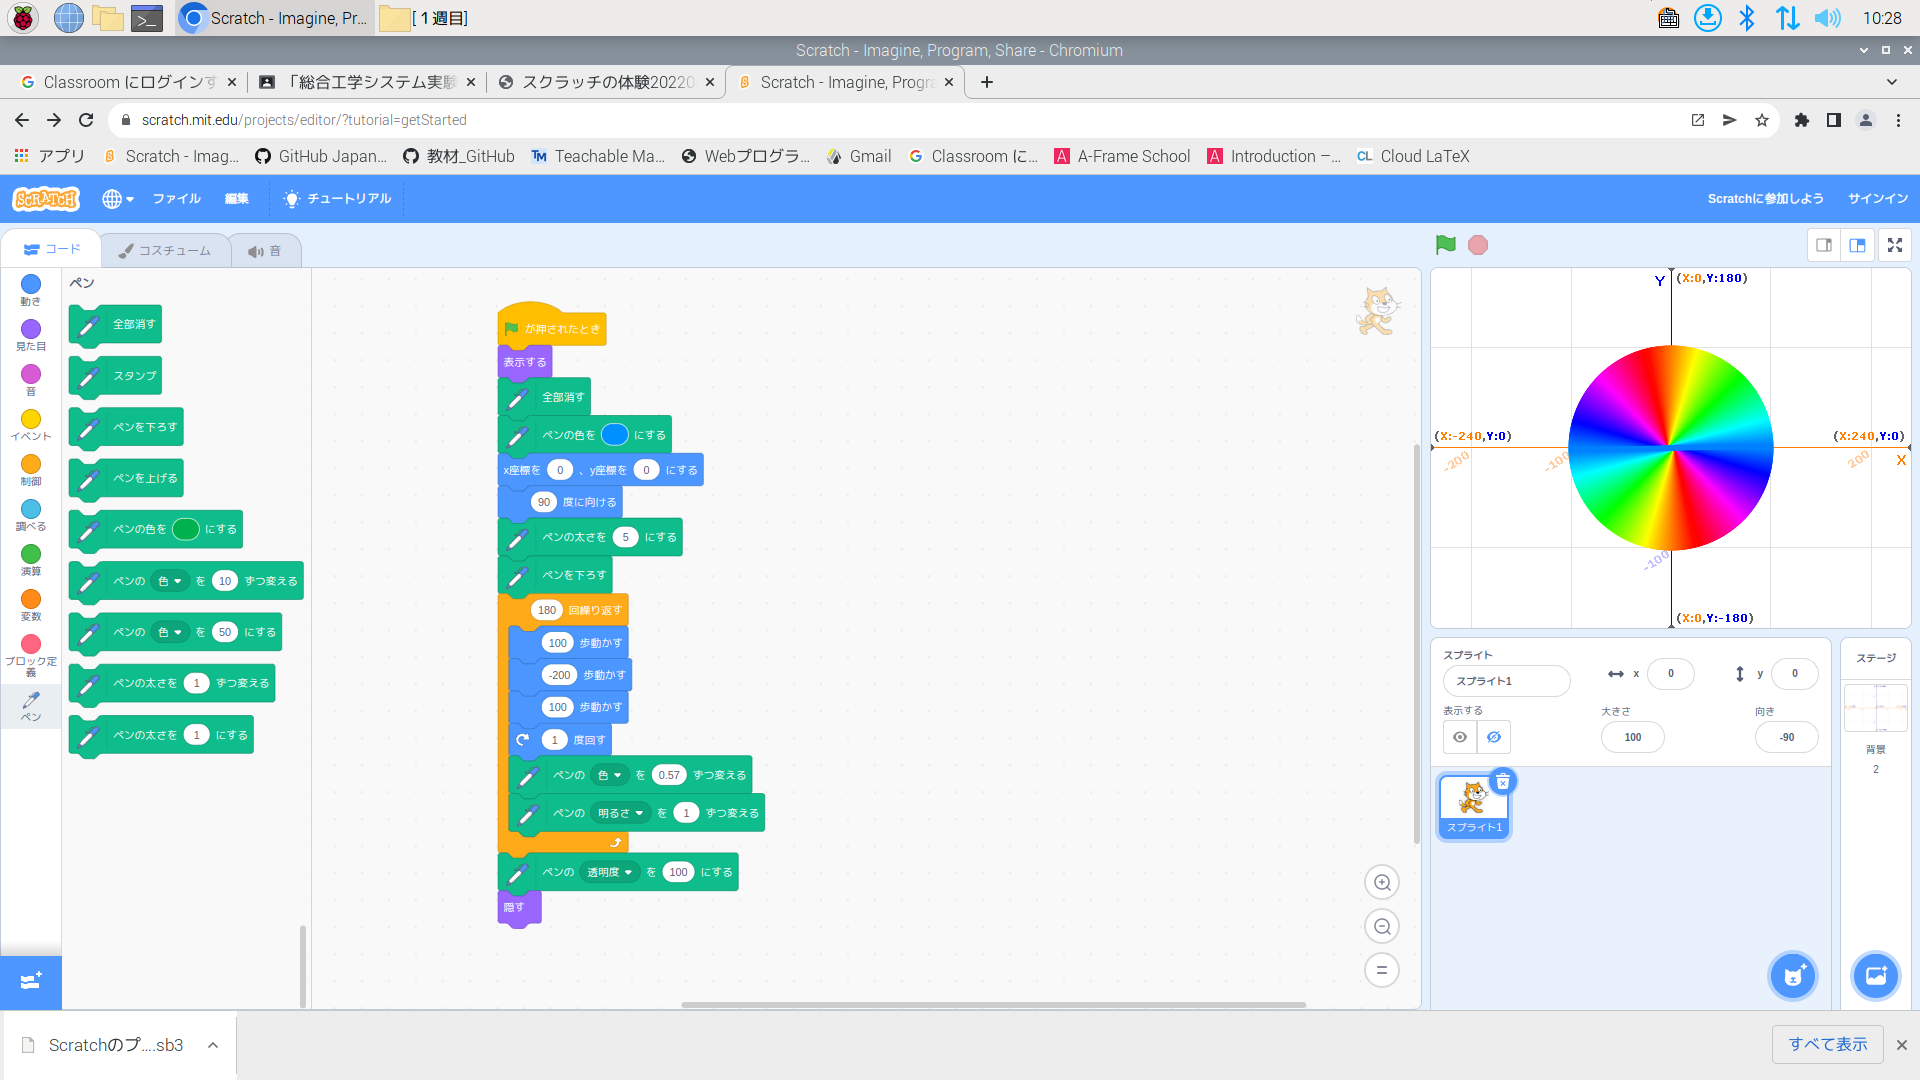 Scratch - Imagine, Pr...
[１週目]
10:28
Scratch - Imagine, Program, Share - Chromium
Classroom にログインす
「総合工学システム実験
スクラッチの体験20220
Scratch - Imagine, Progra
scratch.mit.edu/projects/editor/?tutorial=getStarted
アプリ
Scratch - Imag...
GitHub Japan...
教材_GitHub
Teachable Ma...
Webプログラ...
Gmail
Classroom に...
A-Frame School
Introduction –...
Cloud LaTeX
SCRATCH
ファイル
編集
チュートリアル
Scratchに参加しよう
サインイン
コード
コスチューム
音
動き
見た目
音
イベント
制御
調べる
演算
変数
ブロック定
義
ペン
ペン
全部消す
スタンプ
ペンを下ろす
ペンを上げる
ペンの色を にする
ペンの 色 を 10 ずつ変える
ペンの 色 を 50 にする
ペンの太さを 1 ずつ変える
ペンの太さを 1 にする
が押されたとき
表示する
全部消す
ペンの色を にする
x座標を 0 、y座標を 0 にする
90 度に向ける
ペンの太さを 5 にする
ペンを下ろす
180 回繰り返す
100 歩動かす
-200 歩動かす
100 歩動かす
1 度回す
ペンの 色 を 0.57 ずつ変える
ペンの 明るさ を 1 ずつ変える
ペンの 透明度 を 100 にする
隠す
Y (X:0,Y:180)
(X:-240,Y:0)
(X:240,Y:0)
-200
-100
200
X
-100
(X:0,Y:-180)
スプライト
スプライト1
x 0
y 0
表示する
大きさ
100
向き
-90
スプライト1
ステージ
背景
2
Scratchのプ....sb3
すべて表示